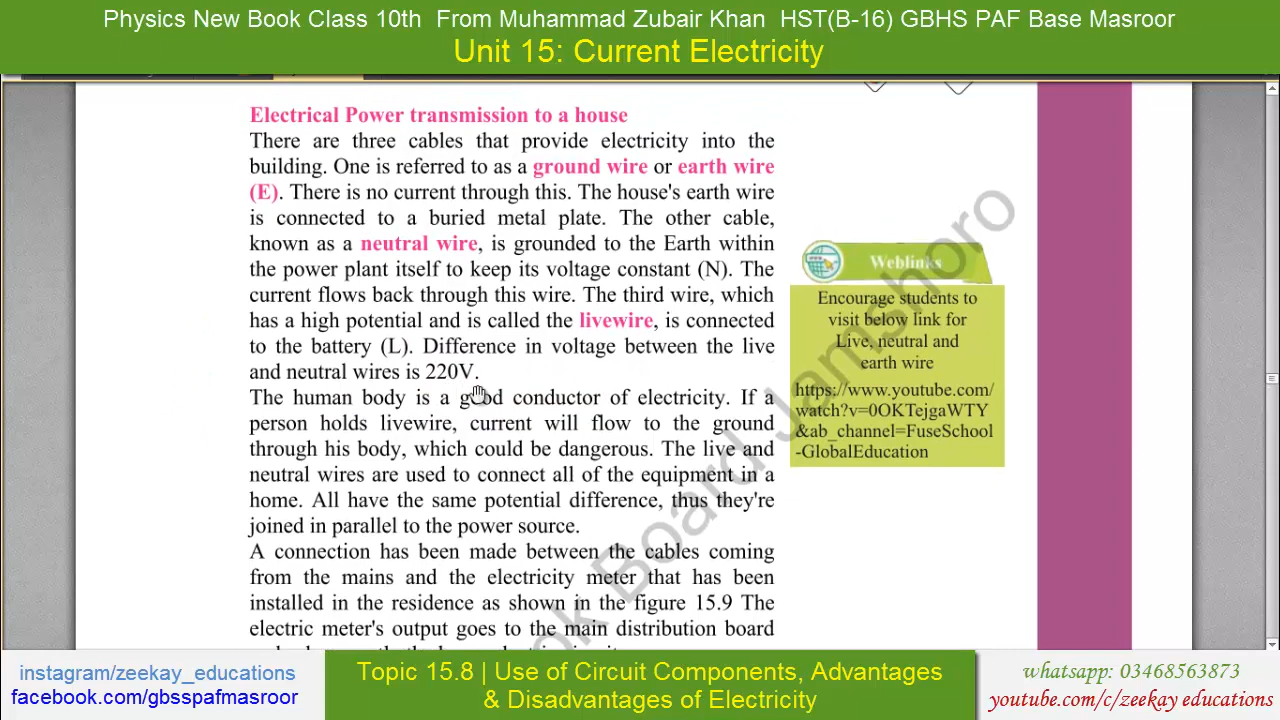 Physics New Book Class 10th From Muhammad Zubair Khan HST(B-16) GBHS PAF Base Masroor
Unit 15: Current Electricity
Electrical Power transmission to a house
There are three cables that provide electricity into the
building. One is referred to as a ground wire or earth wire
(E). There is no current through this. The house's earth wire
is connected to a buried metal plate. The other cable,
known as a neutral wire, is grounded to the Earth within
the power plant itself to keep its voltage constant (N). The
current flows back through this wire. The third wire, which
has a high potential and is called the livewire, is connected
to the battery (L). Difference in voltage between the live
and neutral wires is 220V.
The human body is a good conductor of electricity. If a
person holds livewire, current will flow to the ground
through his body, which could be dangerous. The live and
neutral wires are used to connect all of the equipment in a
home. All have the same potential difference, thus they're
joined in parallel to the power source.
A connection has been made between the cables coming
from the mains and the electricity meter that has been
installed in the residence as shown in the figure 15.9 The
electric meter's output goes to the main distribution board
Weblinks
Encourage students to
visit below link for
Live, neutral and
earth wire
https://www.youtube.com/
watch?v=0OKTejgaWTY
&ab_channel=FuseSchool
-GlobalEducation
ok Board Jamshoro
instagram/zeekay_educations
facebook.com/gbsspafmasroor
Topic 15.8 | Use of Circuit Components, Advantages
& Disadvantages of Electricity
whatsapp: 03468563873
youtube.com/c/zeekay educations